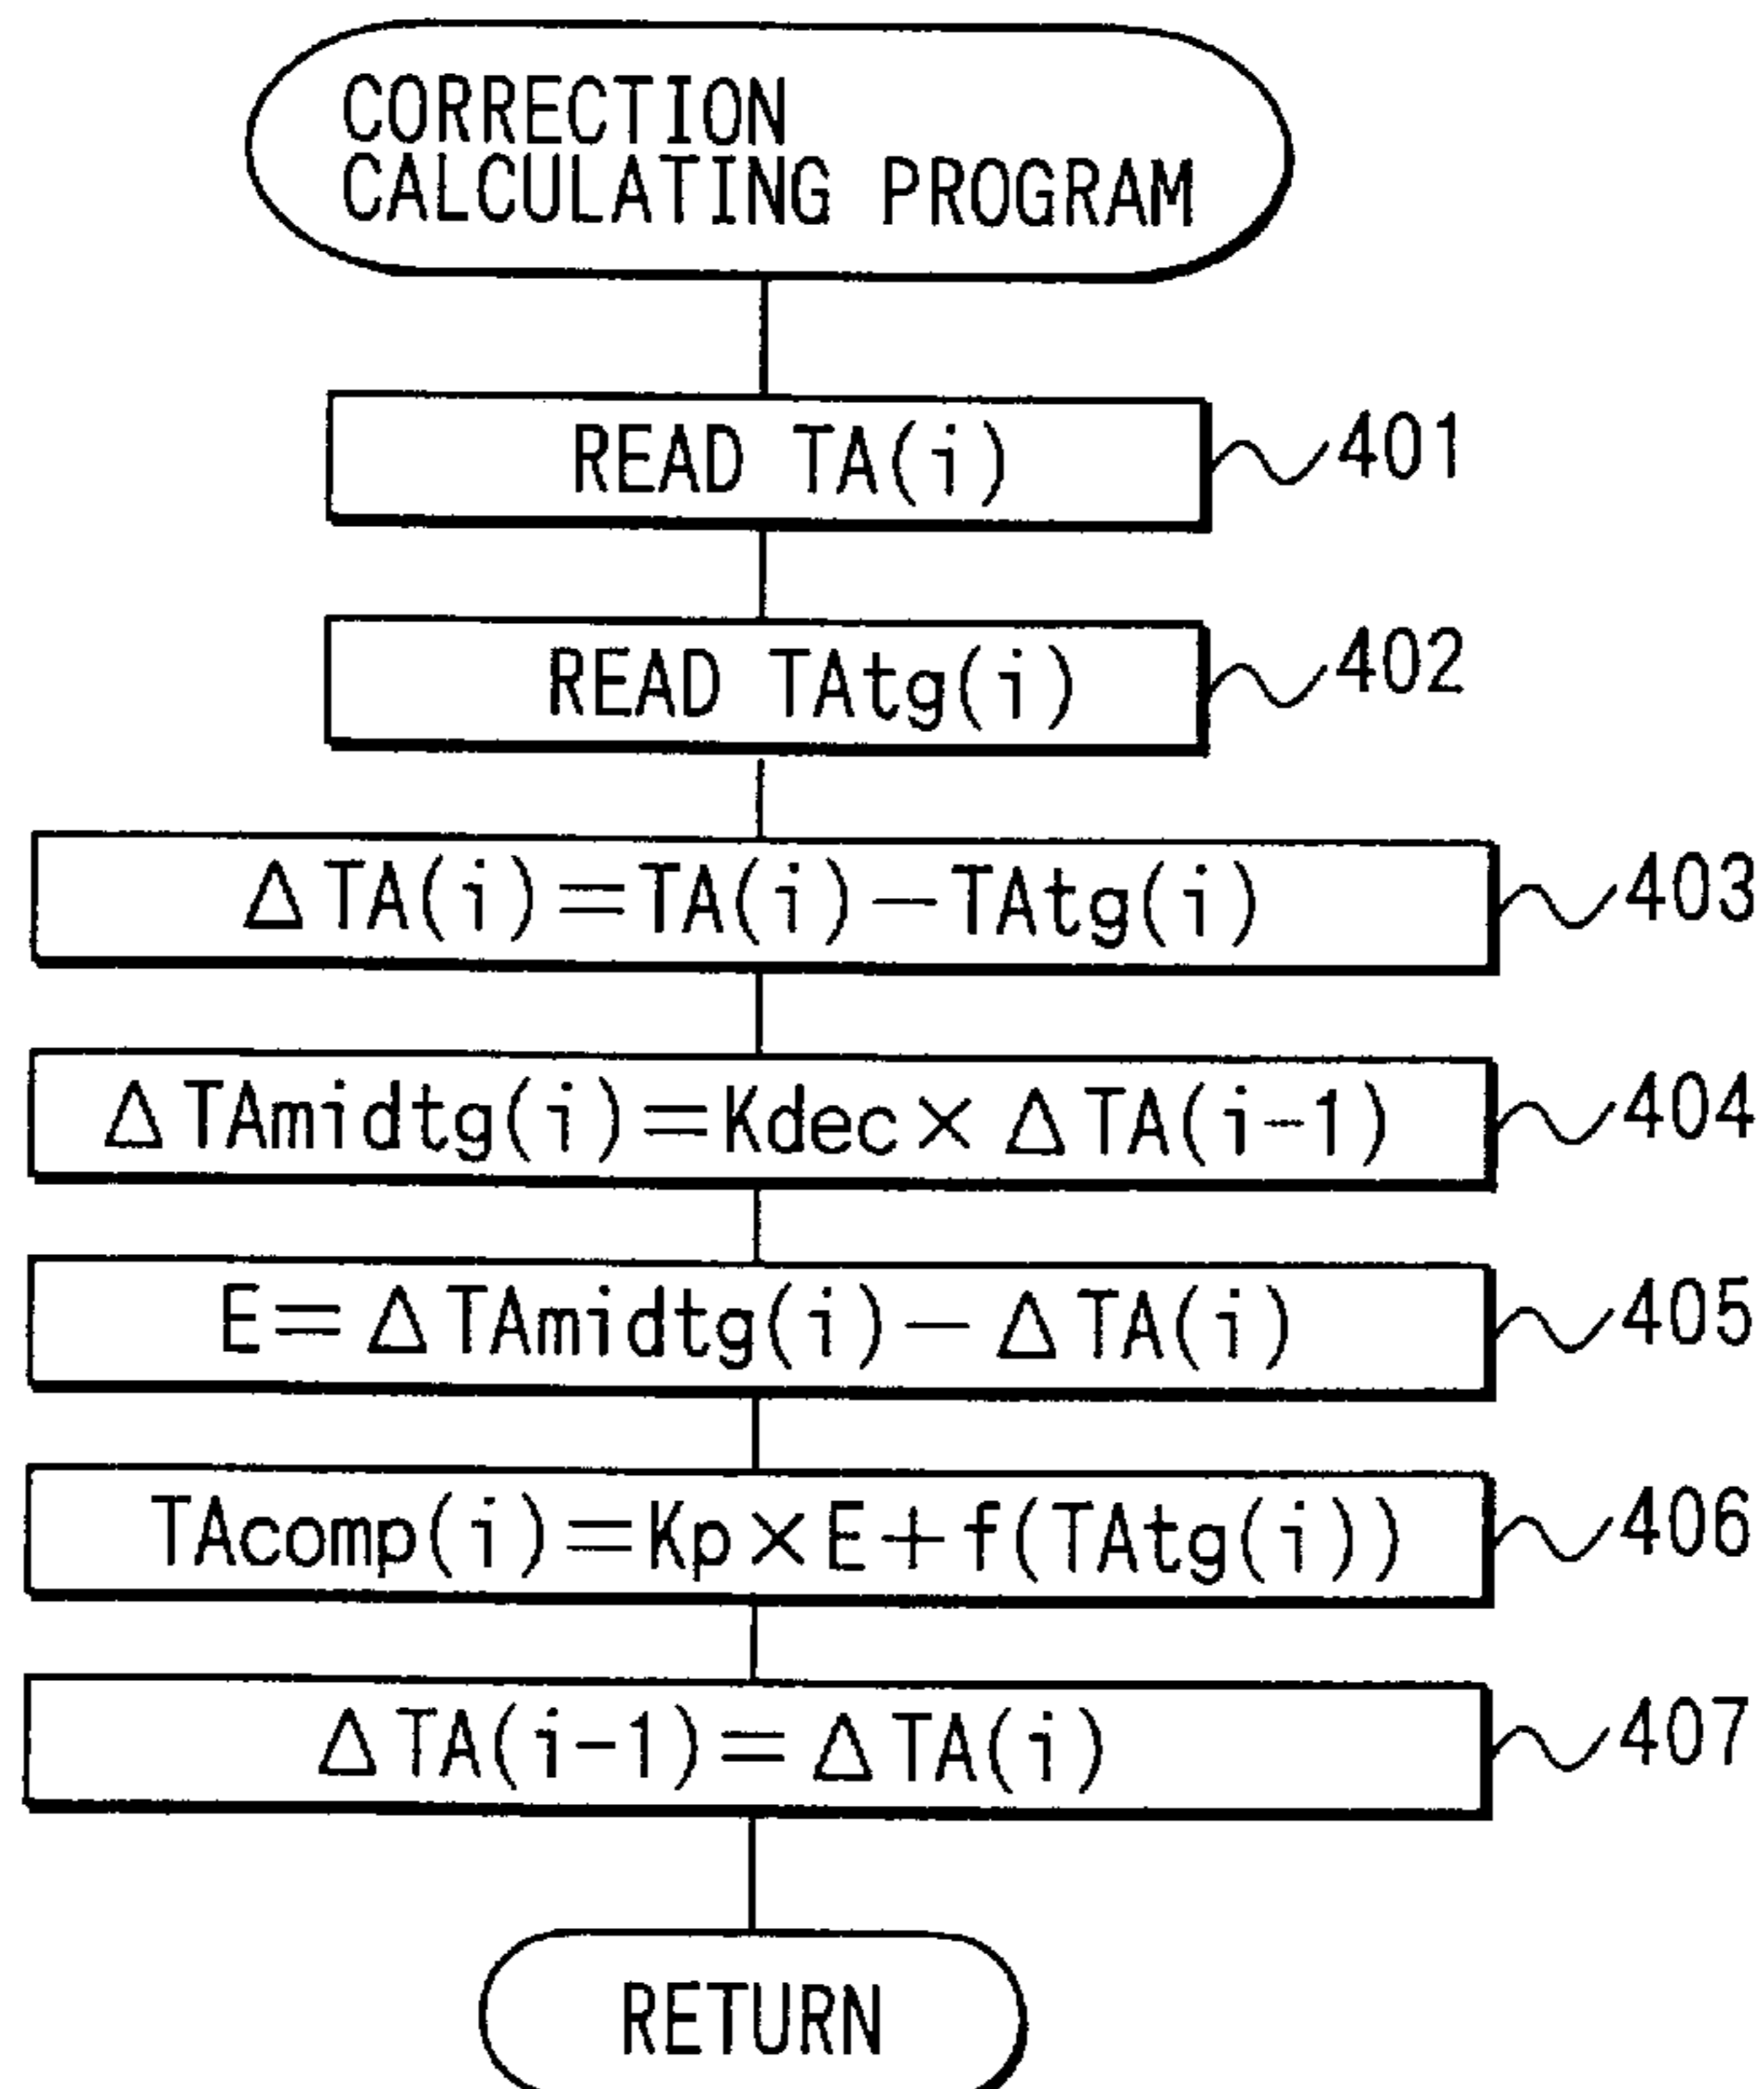 CORRECTION
CALCULATING PROGRAM
READ TA(i)
401
READ TAtg(i)
402
ΔTA(i)=TA(i)-TAtg(i)
403
ΔTAmidtg(i)=Kdec×ΔTA(i-1)
404
E=ΔTAmidtg(i)-ΔTA(i)
405
TAcomp(i)=Kp×E+f(TAtg(i))
406
ΔTA(i-1)=ΔTA(i)
407
RETURN